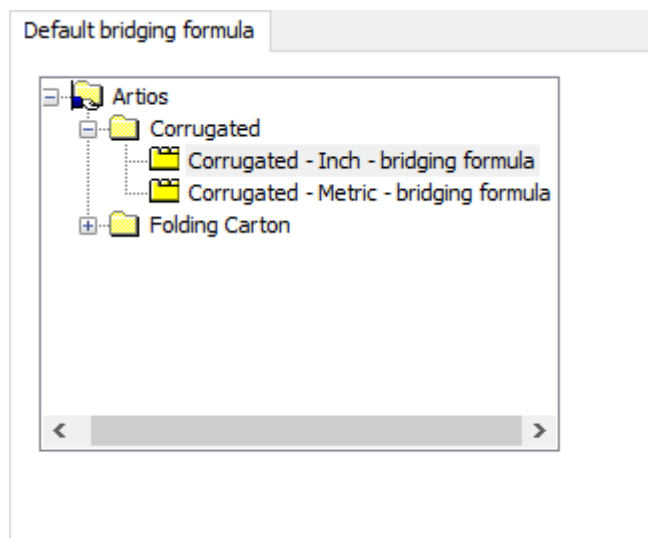 Default bridging formula
Artios
Corrugated
Corrugated - Inch - bridging formula
Corrugated - Metric - bridging formula
Folding Carton